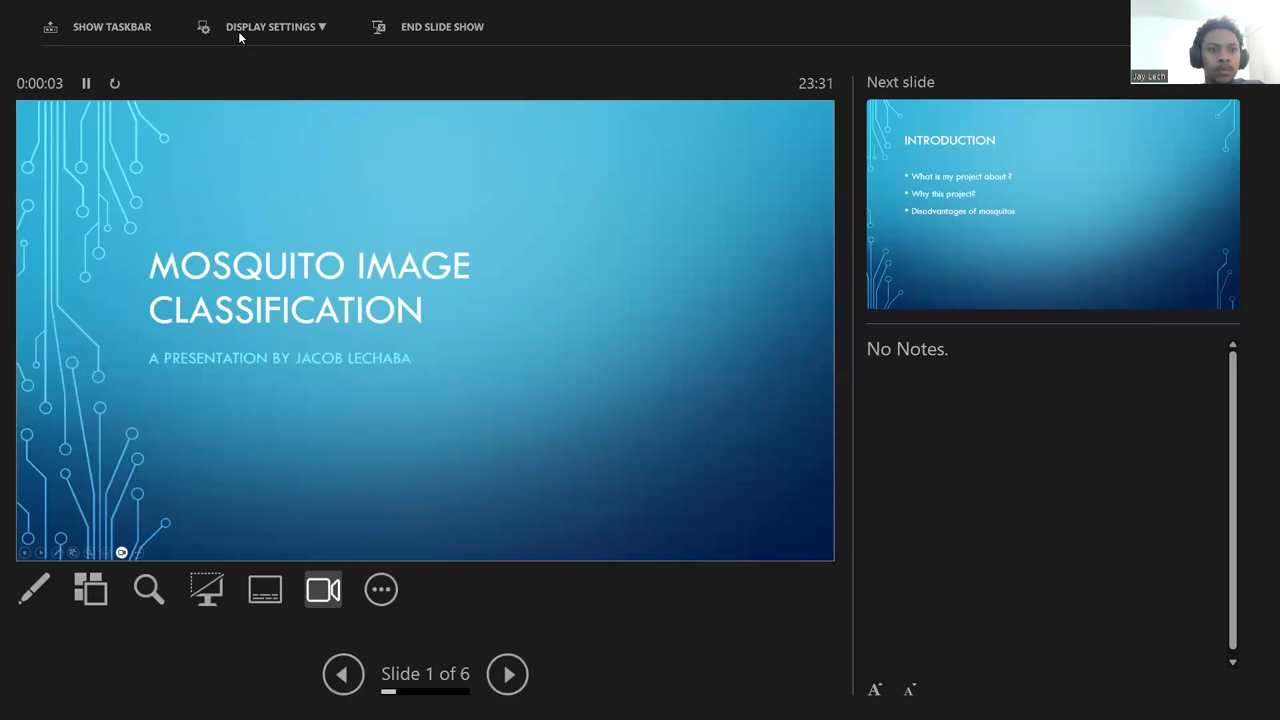 SHOW TASKBAR
DISPLAY SETTINGS ▼
END SLIDE SHOW
Jay Lech
0:00:03
23:31
MOSQUITO IMAGE
CLASSIFICATION
A PRESENTATION BY JACOB LECHABA
Slide 1 of 6
Next slide
INTRODUCTION
• What is my project about ?
• Why this project?
• Disadvantages of mosquitos
No Notes.
A A